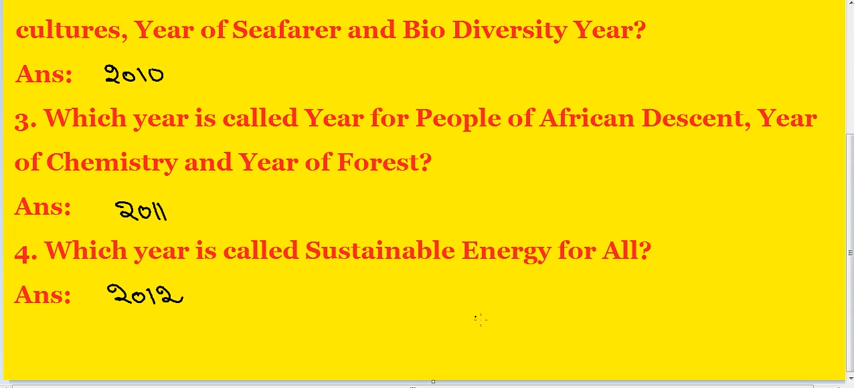 cultures, Year of Seafarer and Bio Diversity Year?
Ans: 2010
3. Which year is called Year for People of African Descent, Year
of Chemistry and Year of Forest?
Ans: 2011
4. Which year is called Sustainable Energy for All?
Ans: 2012